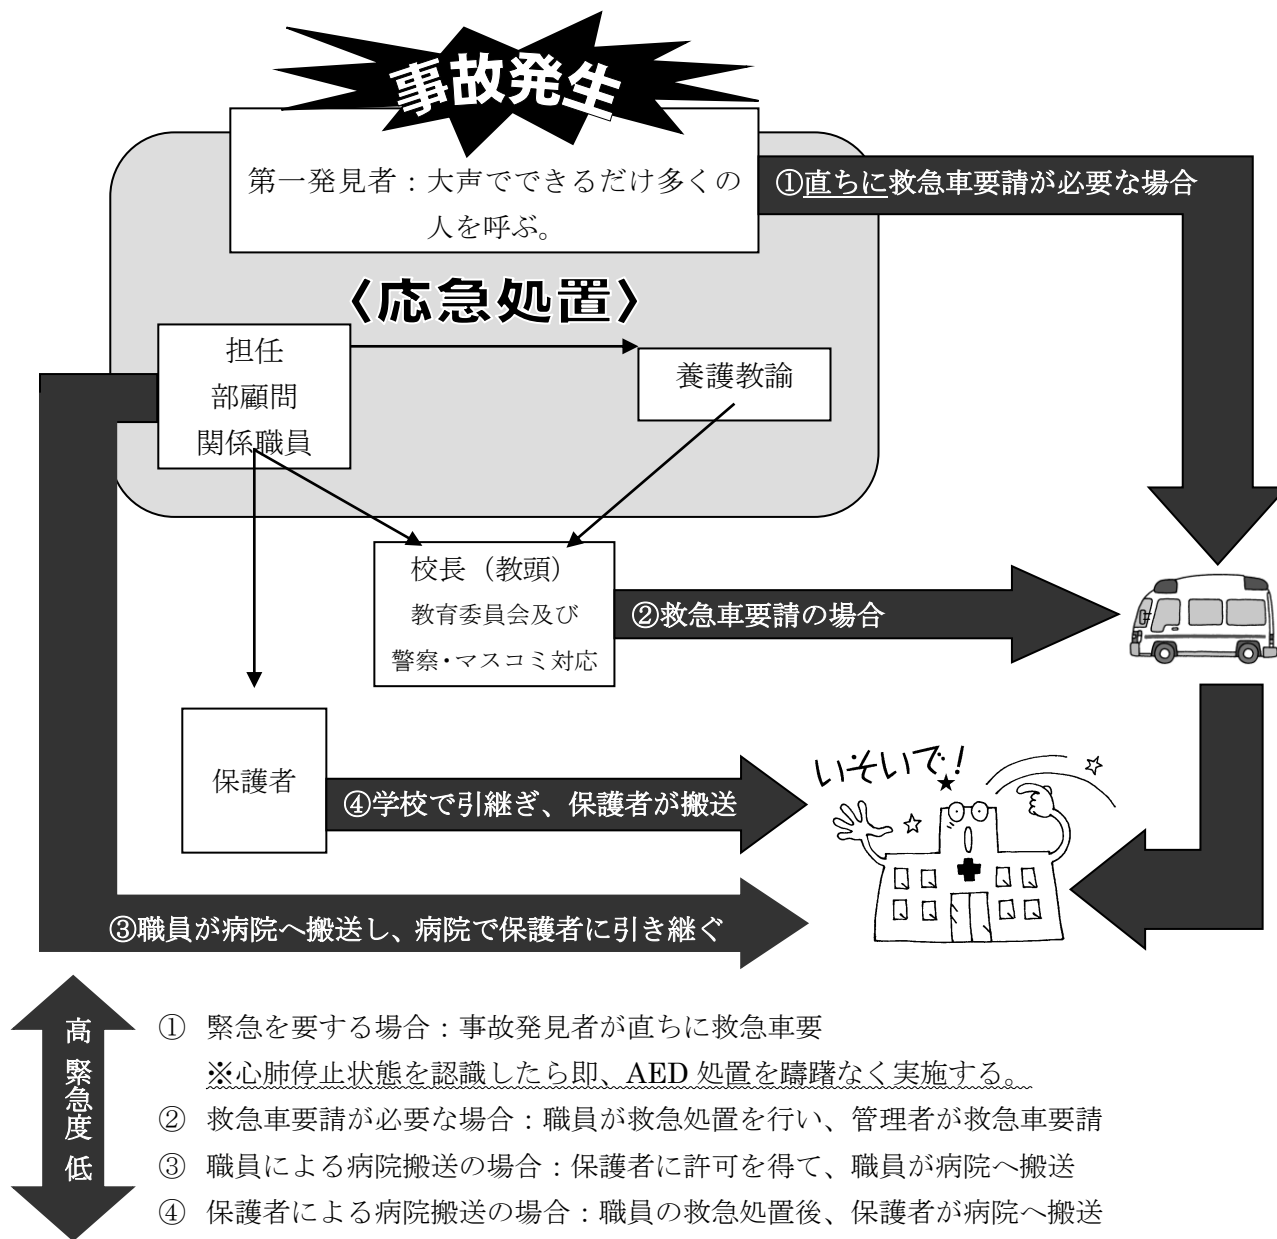 事故発生
第一発見者：大声でできるだけ多くの
人を呼ぶ。
①直ちに救急車要請が必要な場合
〈応急処置〉
担任
部顧問
関係職員
養護教諭
校長（教頭）
教育委員会及び
警察・マスコミ対応
②救急車要請の場合
保護者
④学校で引継ぎ、保護者が搬送
いそいで！
③職員が病院へ搬送し、病院で保護者に引き継ぐ
高 緊急度 低
① 緊急を要する場合：事故発見者が直ちに救急車要
※心肺停止状態を認識したら即、AED 処置を躊躇なく実施する。
② 救急車要請が必要な場合：職員が救急処置を行い、管理者が救急車要請
③ 職員による病院搬送の場合：保護者に許可を得て、職員が病院へ搬送
④ 保護者による病院搬送の場合：職員の救急処置後、保護者が病院へ搬送